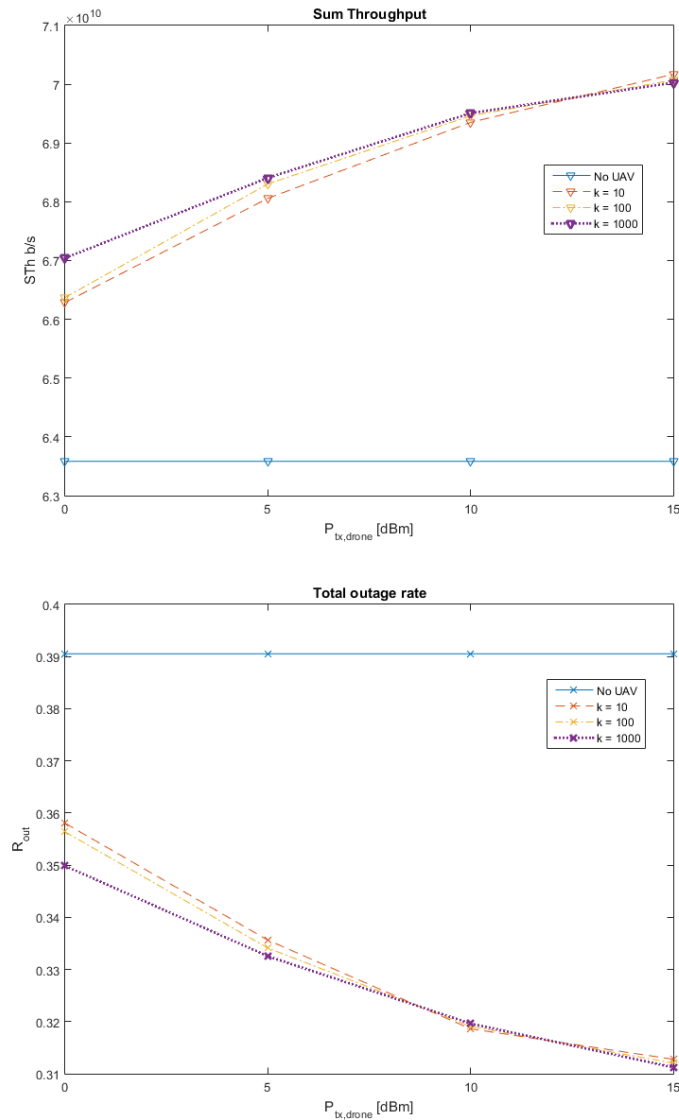 Sum Throughput
×10^10
7.1
7
6.9
6.8
6.7
6.6
6.5
6.4
6.3
STh b/s
No UAV
k = 10
k = 100
k = 1000
0 5 10 15
P_tx,drone [dBm]
Total outage rate
0.4
0.39
0.38
0.37
0.36
0.35
0.34
0.33
0.32
0.31
R_out
No UAV
k = 10
k = 100
k = 1000
0 5 10 15
P_tx,drone [dBm]